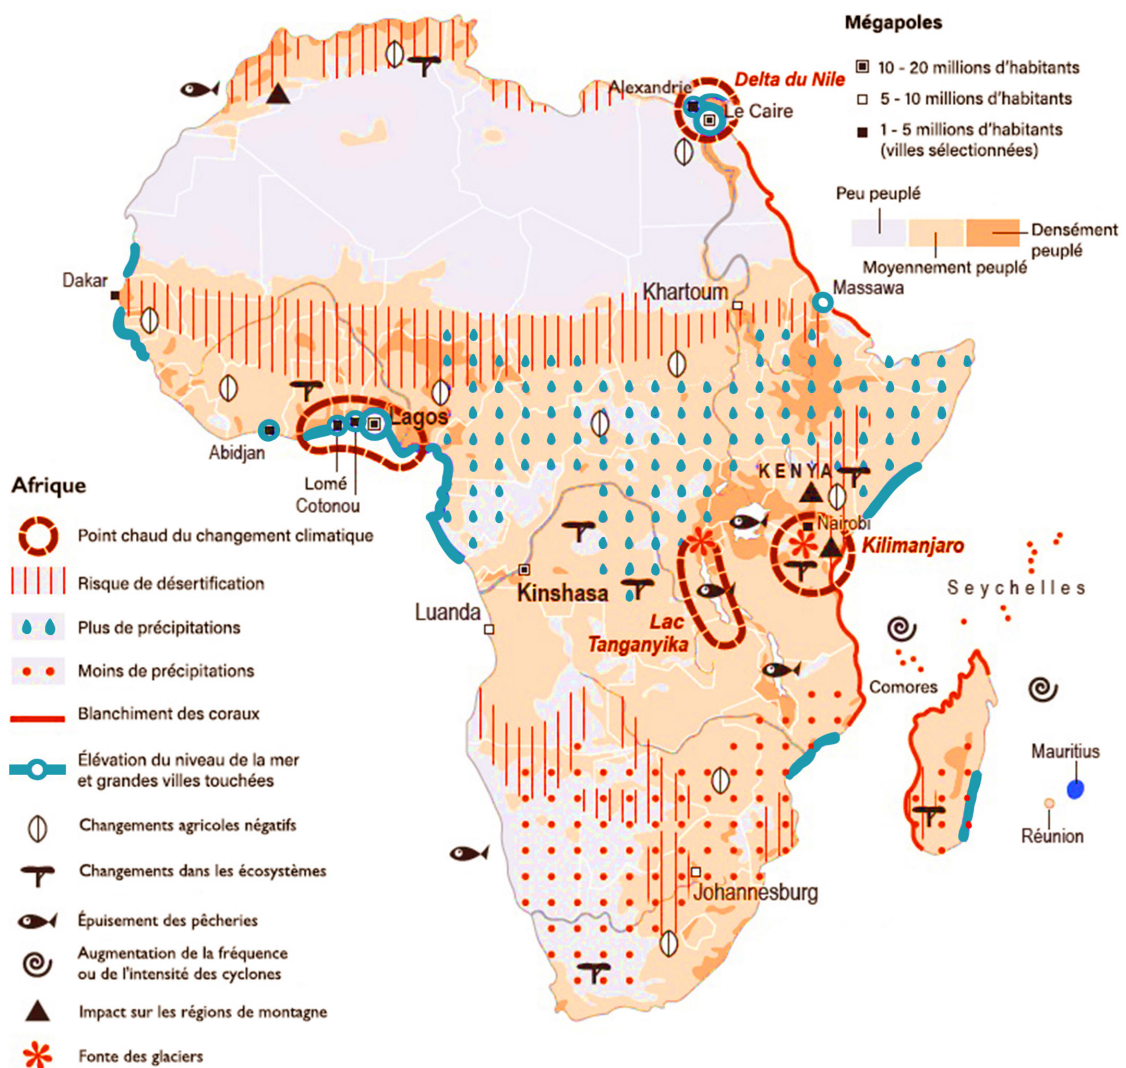 Mégapoles
10 - 20 millions d'habitants
5 - 10 millions d'habitants
1 - 5 millions d'habitants
(villes sélectionnées)
Peu peuplé
Densément
peuplé
Moyennement peuplé
Delta du Nile
Alexandrie
Le Caire
Dakar
Khartoum
Massawa
Lagos
Abidjan
Lomé
Cotonou
KENYA
Nairobi
Kilimanjaro
Kinshasa
Luanda
Lac
Tanganyika
Seychelles
Comores
Mauritius
Réunion
Johannesburg
Afrique
Point chaud du changement climatique
Risque de désertification
Plus de précipitations
Moins de précipitations
Blanchiment des coraux
Élévation du niveau de la mer
et grandes villes touchées
Changements agricoles négatifs
Changements dans les écosystèmes
Épuisement des pêcheries
Augmentation de la fréquence
ou de l'intensité des cyclones
Impact sur les régions de montagne
Fonte des glaciers